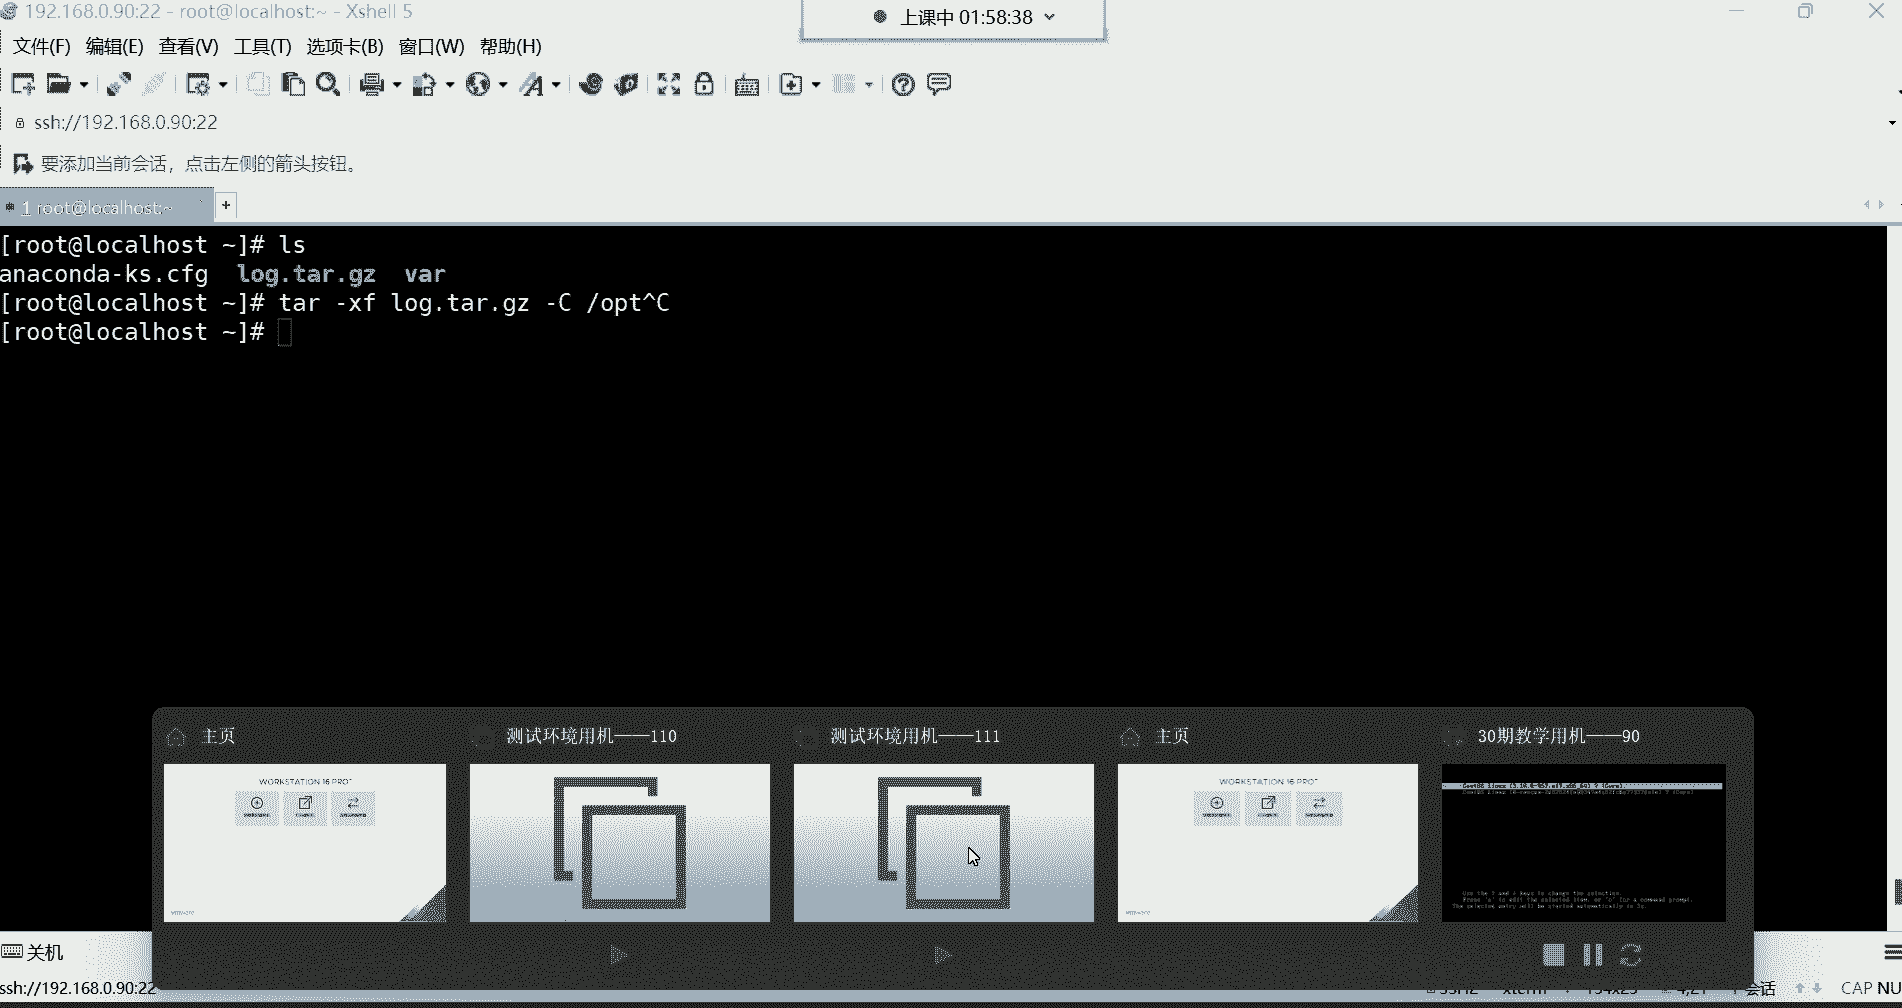 192.168.0.90:22 - root@localhost:~ - Xshell 5
上课中 01:58:38
文件(F) 编辑(E) 查看(V) 工具(T) 选项卡(B) 窗口(W) 帮助(H)
ssh://192.168.0.90:22
要添加当前会话，点击左侧的箭头按钮。
1 root@localhost:~
+
[root@localhost ~]# ls
anaconda-ks.cfg log.tar.gz var
[root@localhost ~]# tar -xf log.tar.gz -C /opt^C
[root@localhost ~]#
主页 测试环境用机——110 测试环境用机——111 主页 30期教学用机——90
WORKSTATION 16 PRO WORKSTATION 16 PRO
vmware vmware
关机
ssh://192.168.0.90:22 会话 CAP NU